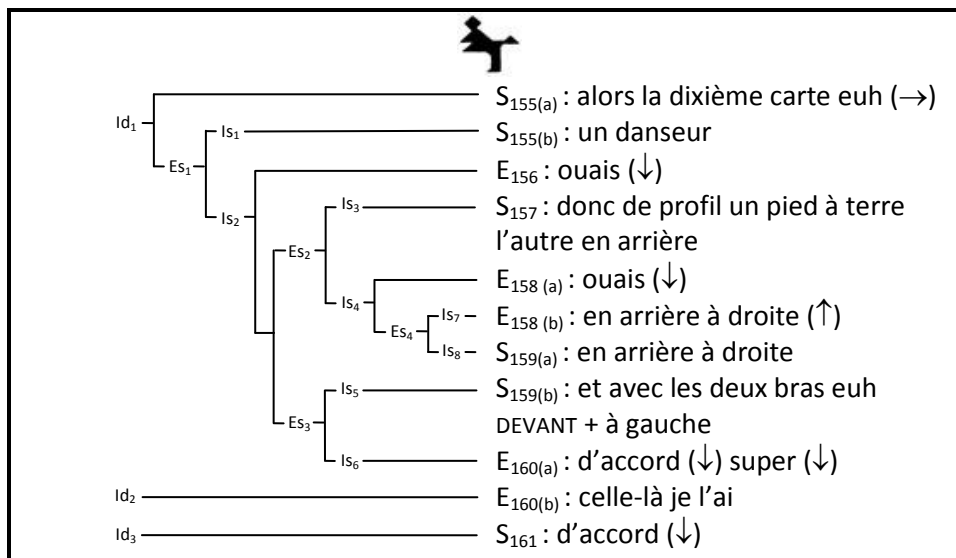 S155(a) : alors la dixième carte euh (→)
Id1
Is1 S155(b) : un danseur
Es1
E156 : ouais (↓)
Is2
Is3 S157 : donc de profil un pied à terre
l’autre en arrière
Es2
E158 (a) : ouais (↓)
Is4
Is7 E158 (b) : en arrière à droite (↑)
Es4
Is8 S159(a) : en arrière à droite
Is5 S159(b) : et avec les deux bras euh
DEVANT + à gauche
Es3
Is6 E160(a) : d’accord (↓) super (↓)
Id2 E160(b) : celle-là je l’ai
Id3 S161 : d’accord (↓)